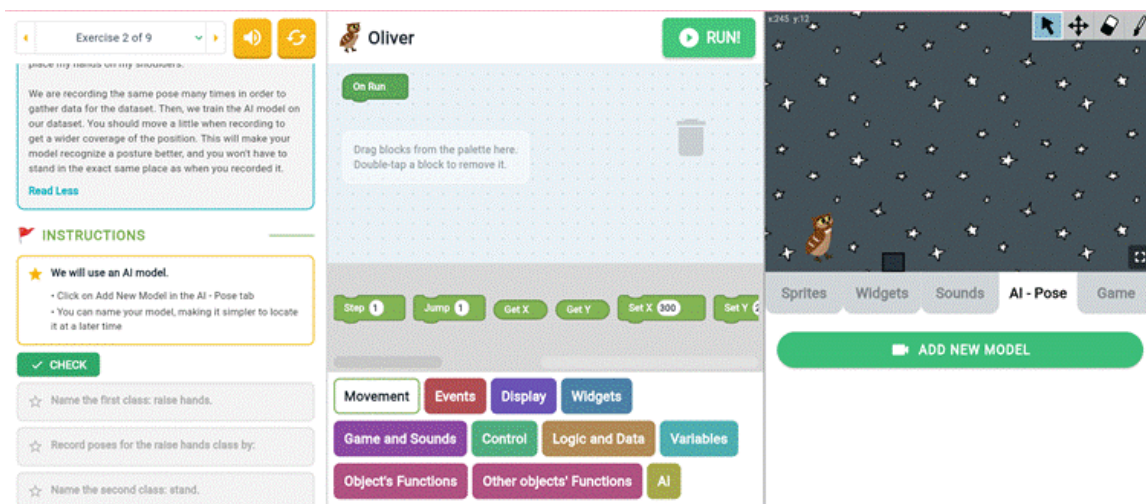 Exercise 2 of 9
place my hands on my shoulders.
We are recording the same pose many times in order to
gather data for the dataset. Then, we train the AI model on
our dataset. You should move a little when recording to
get a wider coverage of the position. This will make your
model recognize a posture better, and you won't have to
stand in the exact same place as when you recorded it.
Read Less
INSTRUCTIONS
We will use an AI model.
• Click on Add New Model in the AI - Pose tab
• You can name your model, making it simpler to locate
it at a later time
CHECK
Name the first class: raise hands.
Record poses for the raise hands class by:
Name the second class: stand.
Oliver
RUN!
On Run
Drag blocks from the palette here.
Double-tap a block to remove it.
Step 1
Jump 1
Get X
Get Y
Set X 300
Set Y
Movement
Events
Display
Widgets
Game and Sounds
Control
Logic and Data
Variables
Object's Functions
Other objects' Functions
AI
x:245 y:12
Sprites
Widgets
Sounds
AI - Pose
Game
ADD NEW MODEL